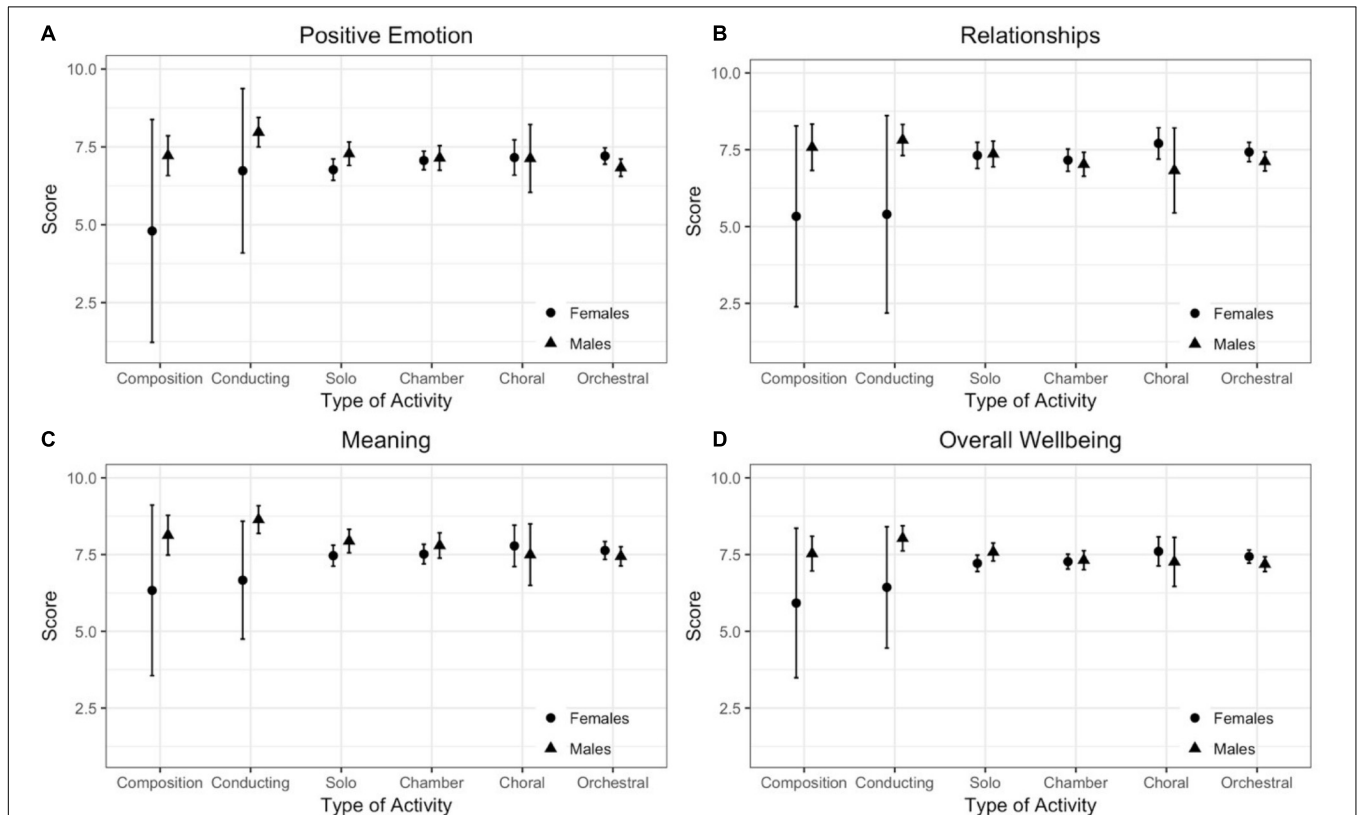 A
Positive Emotion
10.0
7.5
5.0
2.5
Score
Females
Males
Composition Conducting Solo Chamber Choral Orchestral
Type of Activity
B
Relationships
10.0
7.5
5.0
2.5
Score
Females
Males
Composition Conducting Solo Chamber Choral Orchestral
Type of Activity
C
Meaning
10.0
7.5
5.0
2.5
Score
Females
Males
Composition Conducting Solo Chamber Choral Orchestral
Type of Activity
D
Overall Wellbeing
10.0
7.5
5.0
2.5
Score
Females
Males
Composition Conducting Solo Chamber Choral Orchestral
Type of Activity